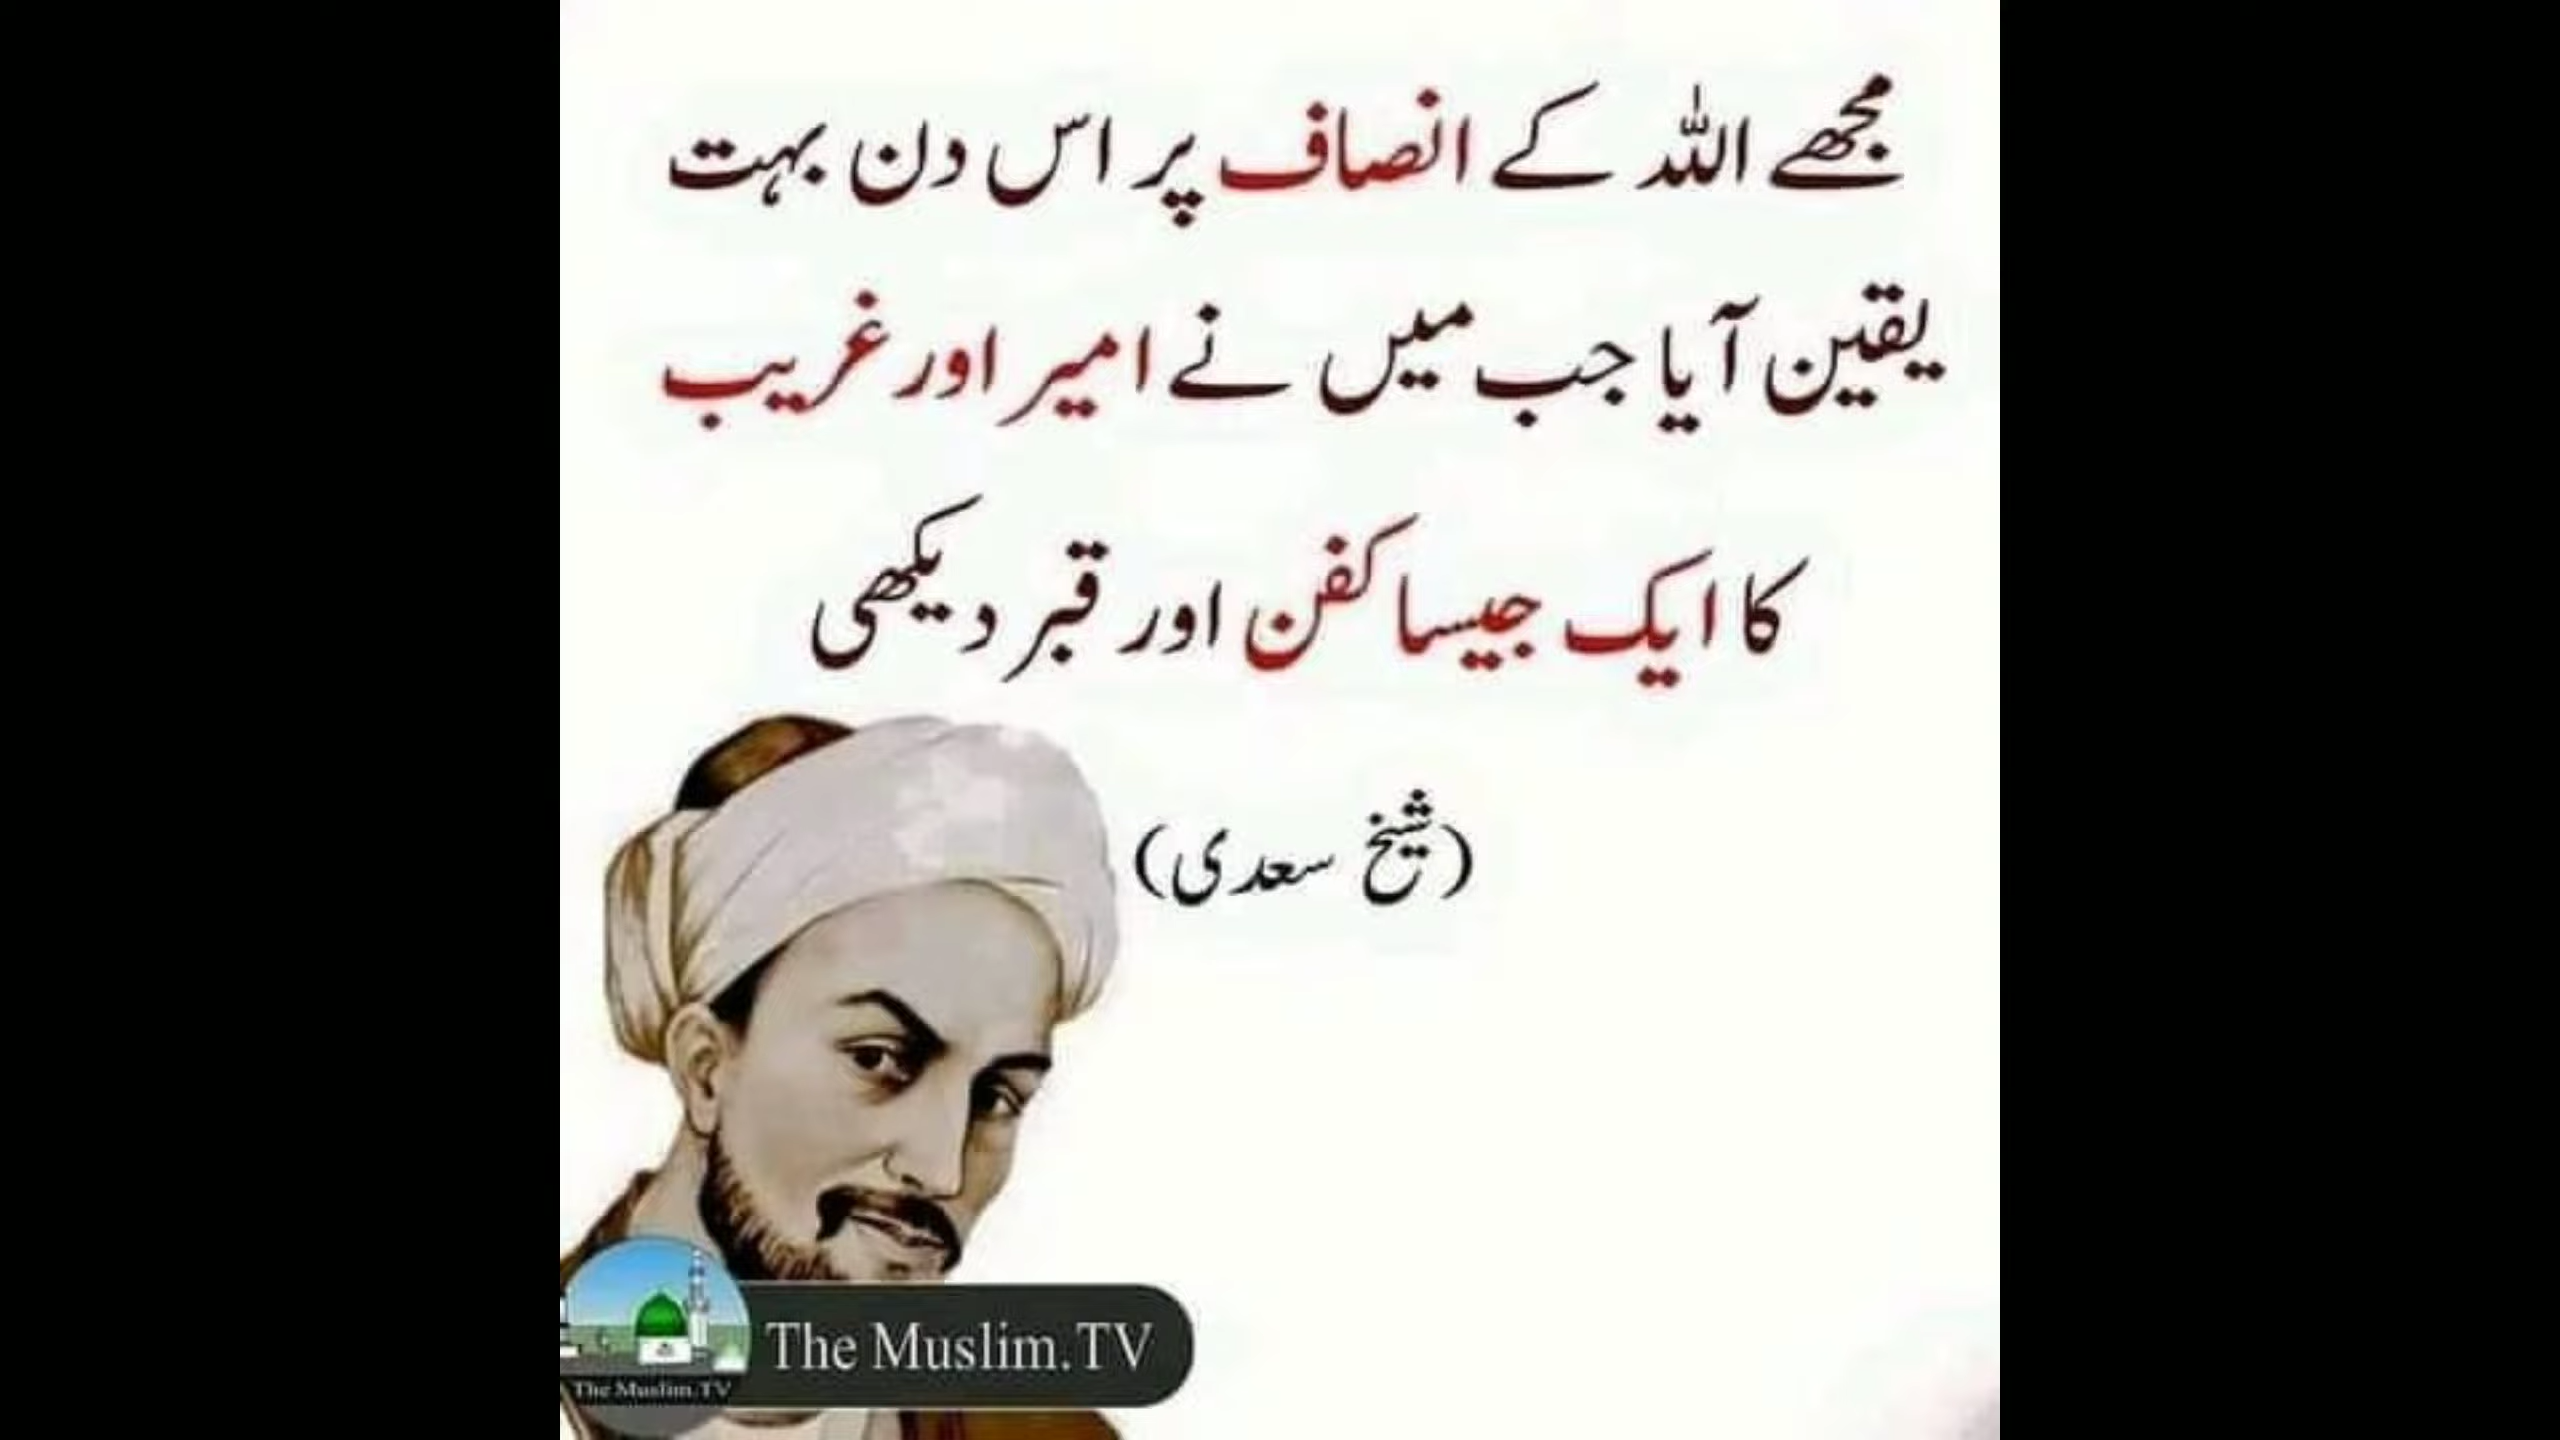 مجھے اللہ کے انصاف پر اس دن بہت
یقین آیا جب میں نے امیر اور غریب
کا ایک جیسا کفن اور قبر دیکھی
(شیخ سعدی)
The Muslim.TV
The Muslim.TV